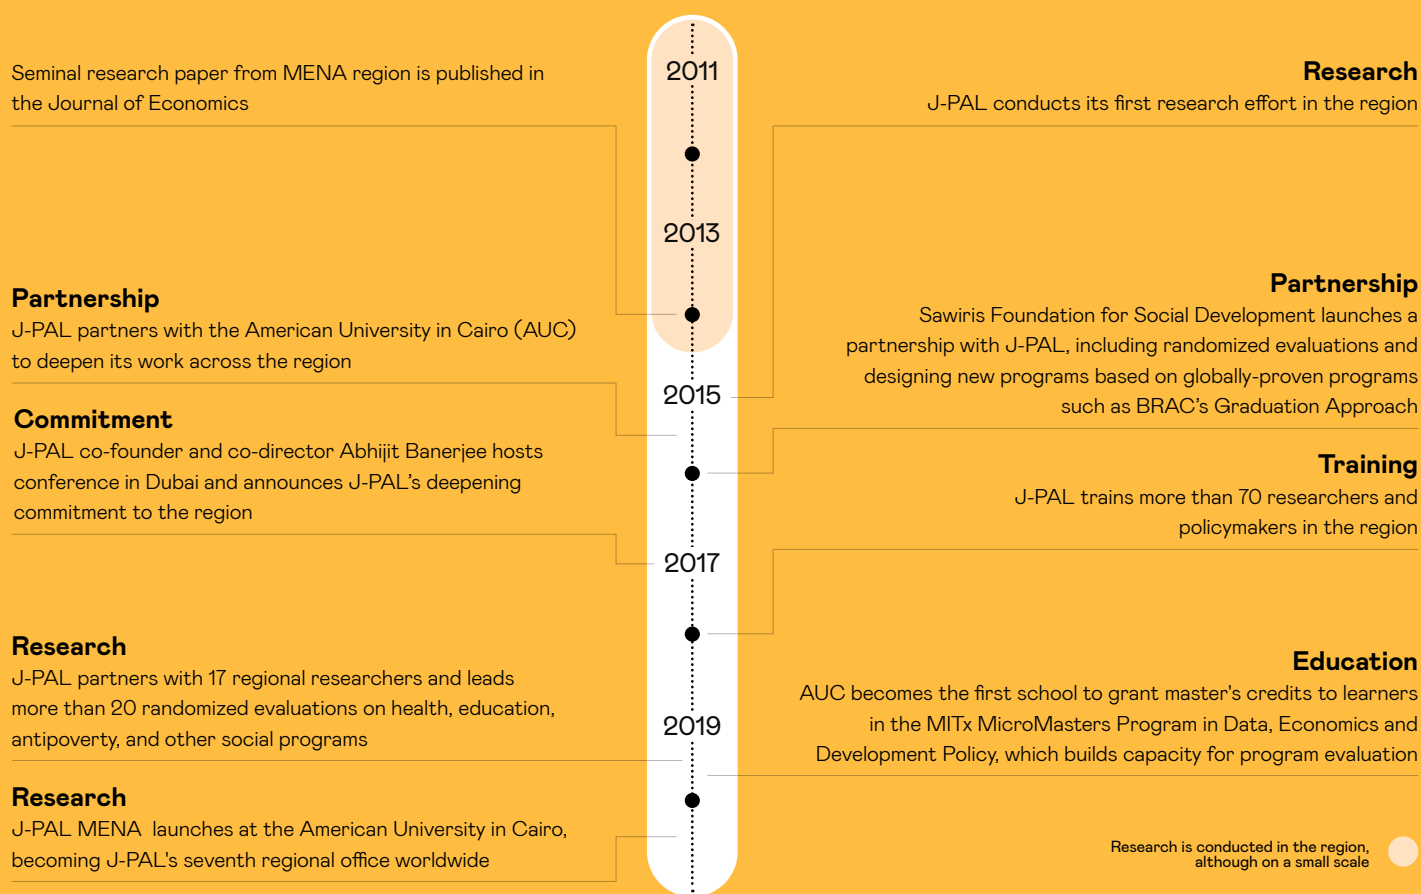 Seminal research paper from MENA region is published in
the Journal of Economics
Partnership
J-PAL partners with the American University in Cairo (AUC)
to deepen its work across the region
Commitment
J-PAL co-founder and co-director Abhijit Banerjee hosts
conference in Dubai and announces J-PAL's deepening
commitment to the region
Research
J-PAL partners with 17 regional researchers and leads
more than 20 randomized evaluations on health, education,
antipoverty, and other social programs
Research
J-PAL MENA launches at the American University in Cairo,
becoming J-PAL's seventh regional office worldwide
2011
2013
2015
2017
2019
Research
J-PAL conducts its first research effort in the region
Partnership
Sawiris Foundation for Social Development launches a
partnership with J-PAL, including randomized evaluations and
designing new programs based on globally-proven programs
such as BRAC's Graduation Approach
Training
J-PAL trains more than 70 researchers and
policymakers in the region
Education
AUC becomes the first school to grant master's credits to learners
in the MITx MicroMasters Program in Data, Economics and
Development Policy, which builds capacity for program evaluation
Research is conducted in the region,
although on a small scale